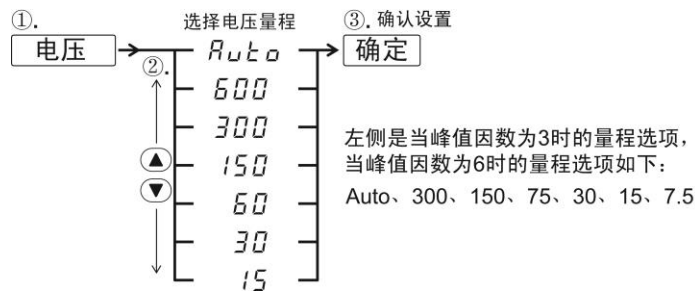 ①.
电压
②.
选择电压量程
Auto
600
300
150
60
30
15
③. 确认设置
确定
左侧是当峰值因数为3时的量程选项，
当峰值因数为6时的量程选项如下：
Auto、300、150、75、30、15、7.5